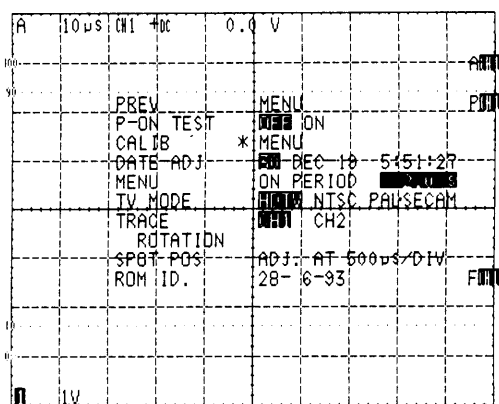 A 10µS CH1 DC 0.0 V
100
90
PREV MENU
P-ON TEST OFF ON
CALIB * MENU
DATE ADJ DEC 5:51:27
MENU ON PERIOD
TV MODE HDTV NTSC PAL/SECAM
TRACE CH1 CH2
ROTATION
SPOT POS ADJ. AT 500µS/DIV
ROM ID. 28- 6-93
10
0
1 1V